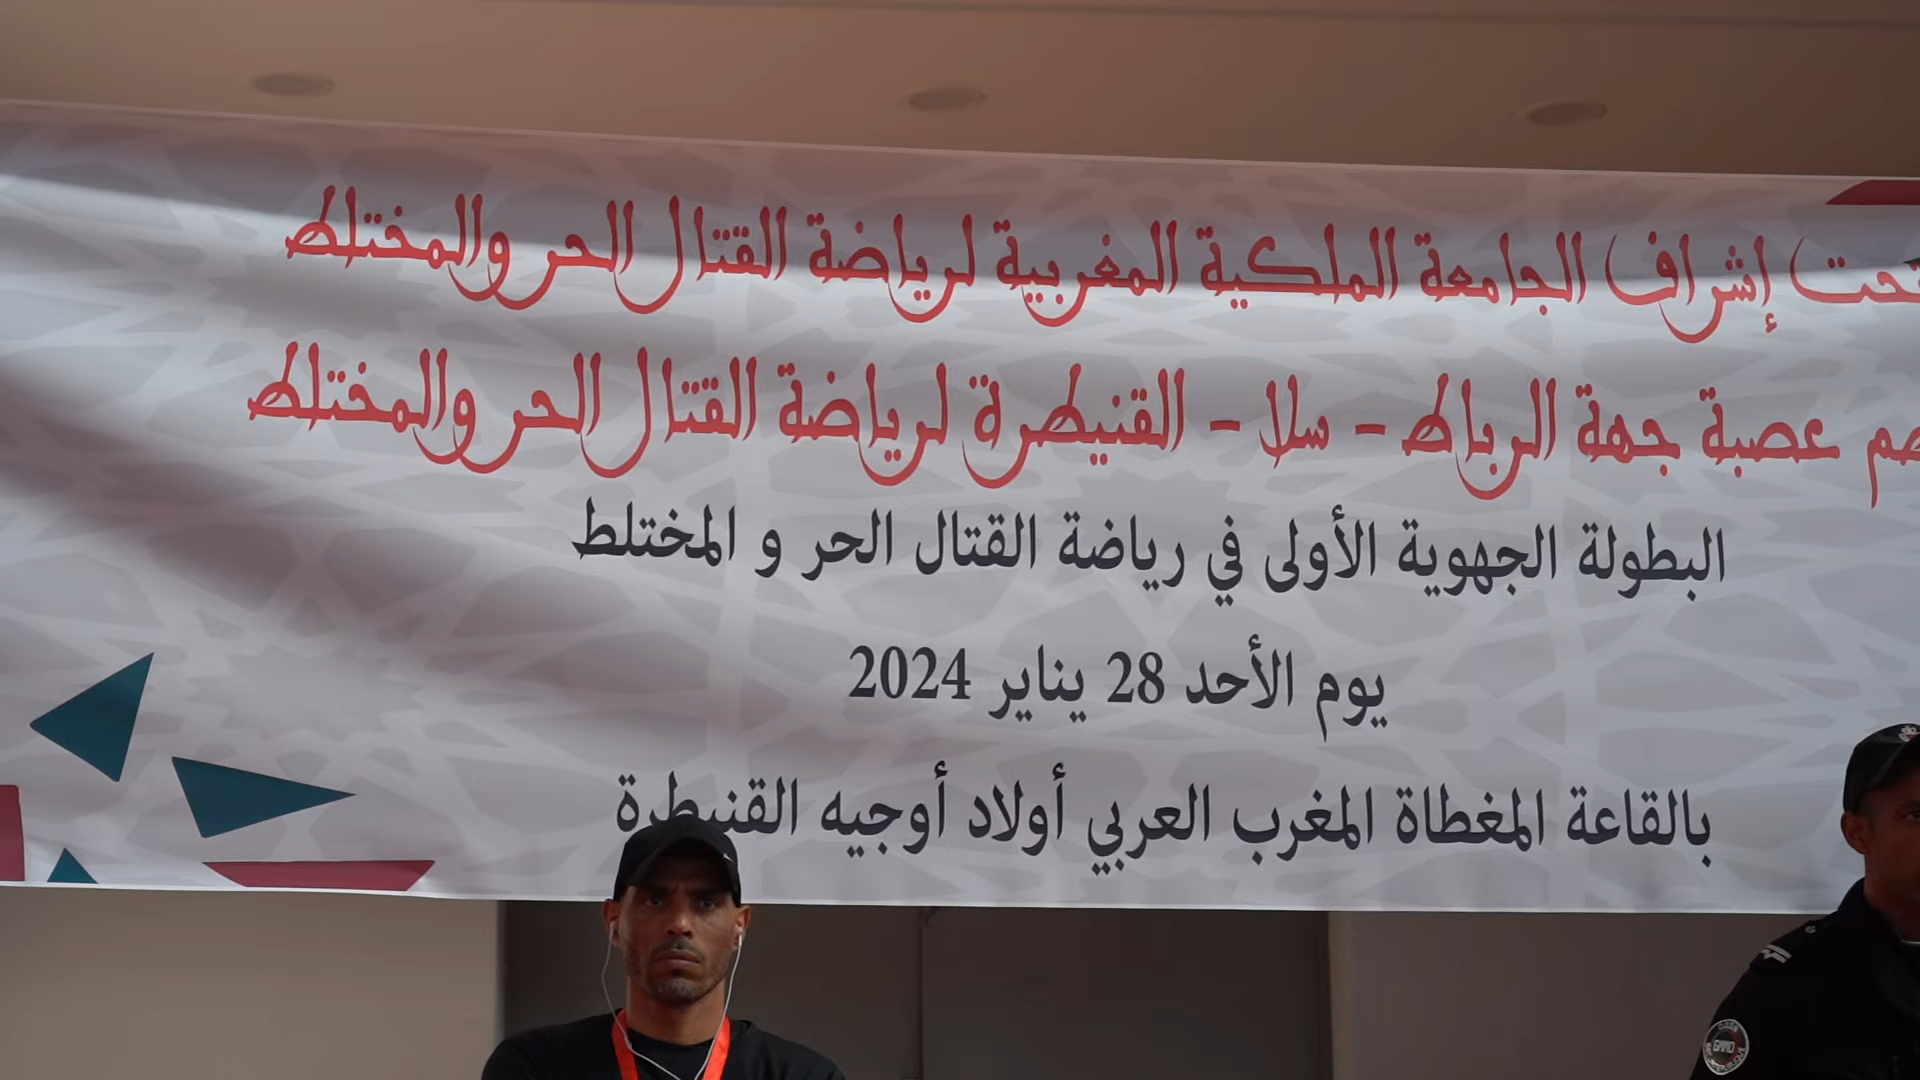 تحت إشراف الجامعة الملكية المغربية لرياضة القتال الحر والمختلط
عصبة جهة الرباط - سلا - القنيطرة لرياضة القتال الحر والمختلط
البطولة الجهوية الأولى في رياضة القتال الحر و المختلط
يوم الأحد 28 يناير 2024
بالقاعة المغطاة المغرب العربي أولاد أوجيه القنيطرة